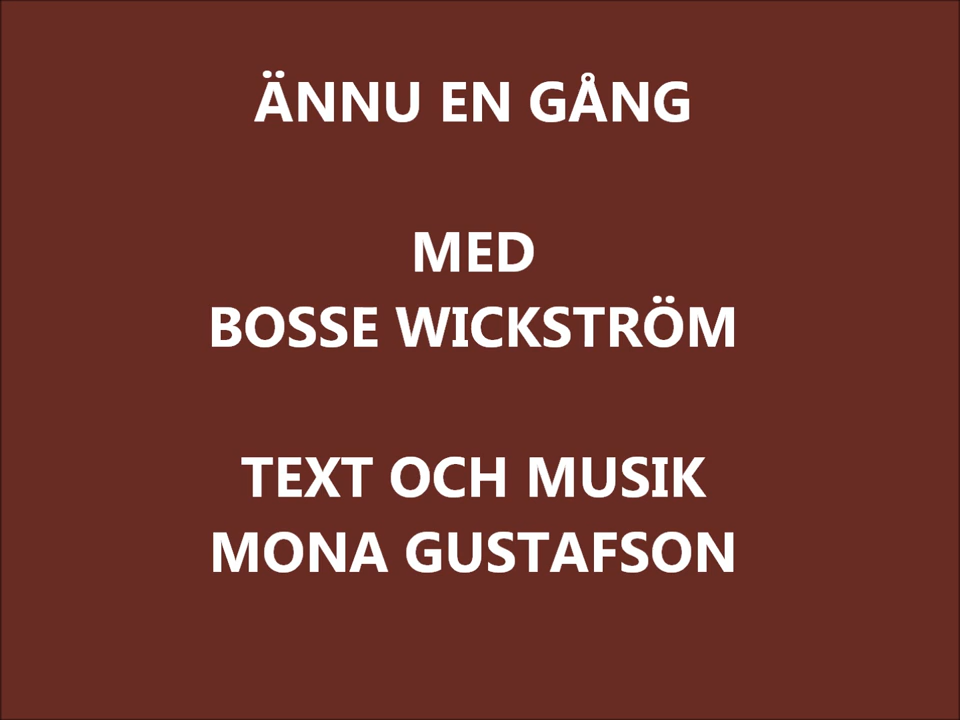 ÄNNU EN GÅNG
MED
BOSSE WICKSTRÖM
TEXT OCH MUSIK
MONA GUSTAFSON